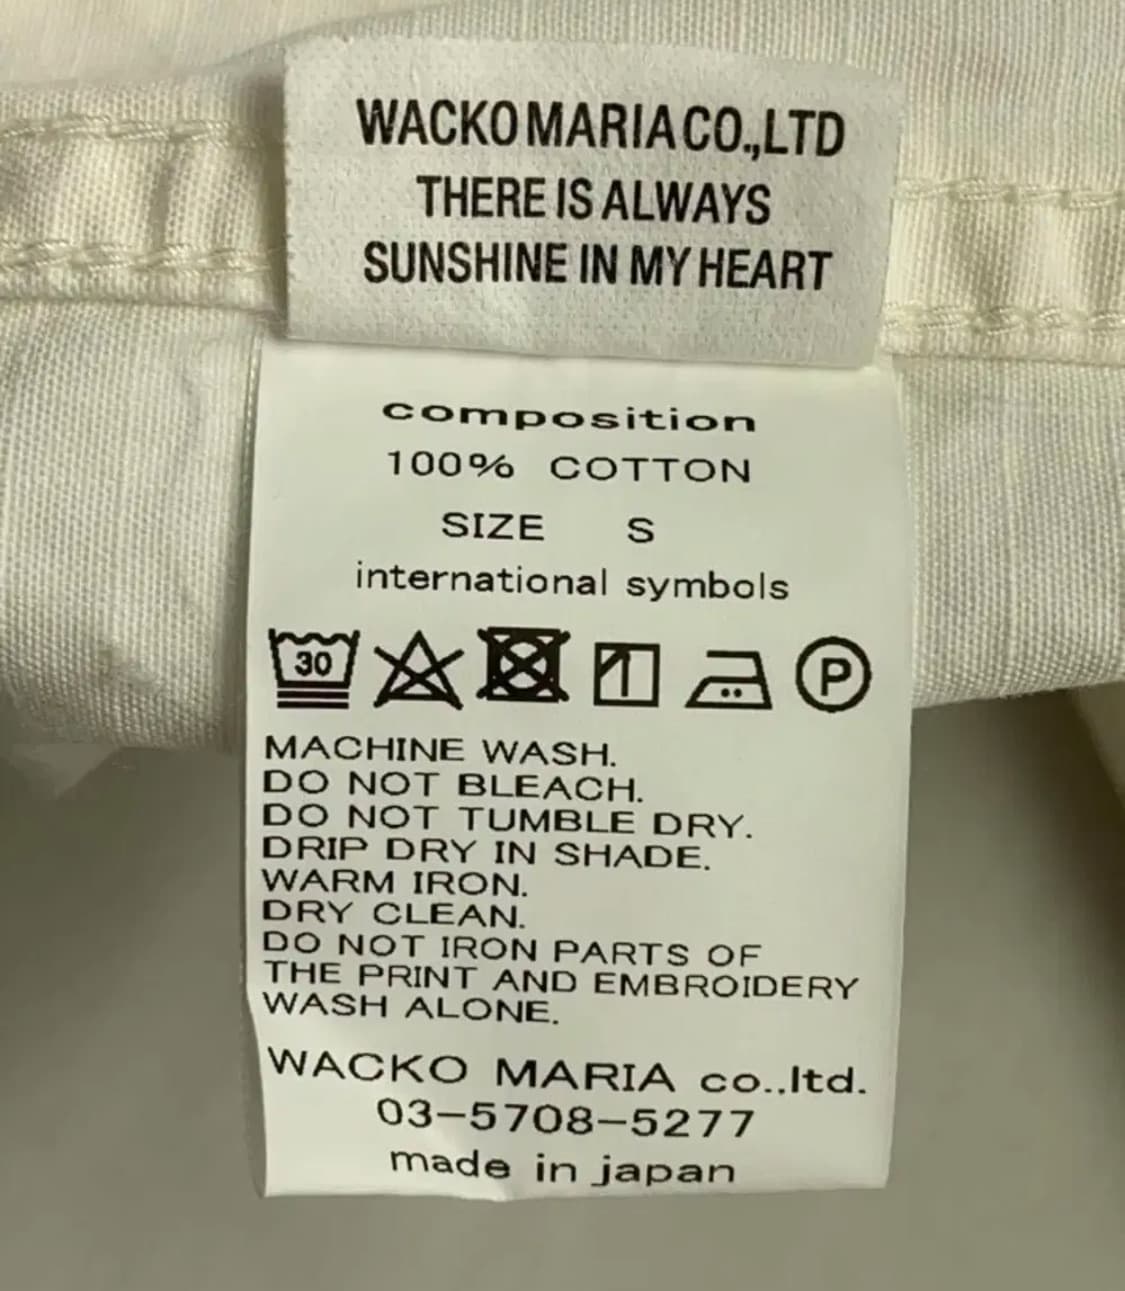 WACKO MARIA CO.,LTD
THERE IS ALWAYS
SUNSHINE IN MY HEART
composition
100% COTTON
SIZE S
international symbols
30 P
MACHINE WASH.
DO NOT BLEACH.
DO NOT TUMBLE DRY.
DRIP DRY IN SHADE.
WARM IRON.
DRY CLEAN.
DO NOT IRON PARTS OF
THE PRINT AND EMBROIDERY
WASH ALONE.
WACKO MARIA co.,ltd.
03-5708-5277
made in japan